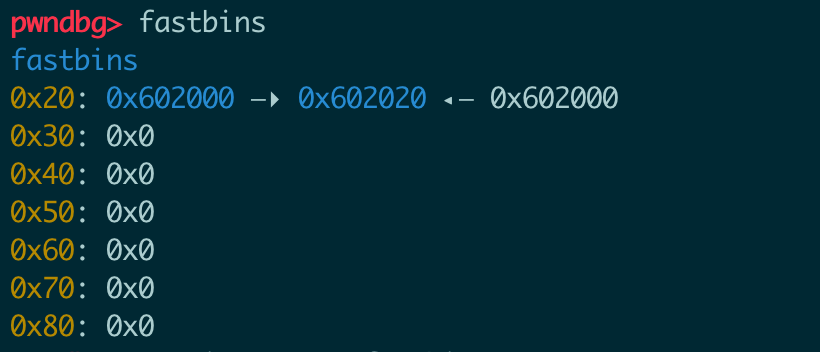 pwndbg> fastbins
fastbins
0x20: 0x602000 —▸ 0x602020 ◂— 0x602000
0x30: 0x0
0x40: 0x0
0x50: 0x0
0x60: 0x0
0x70: 0x0
0x80: 0x0